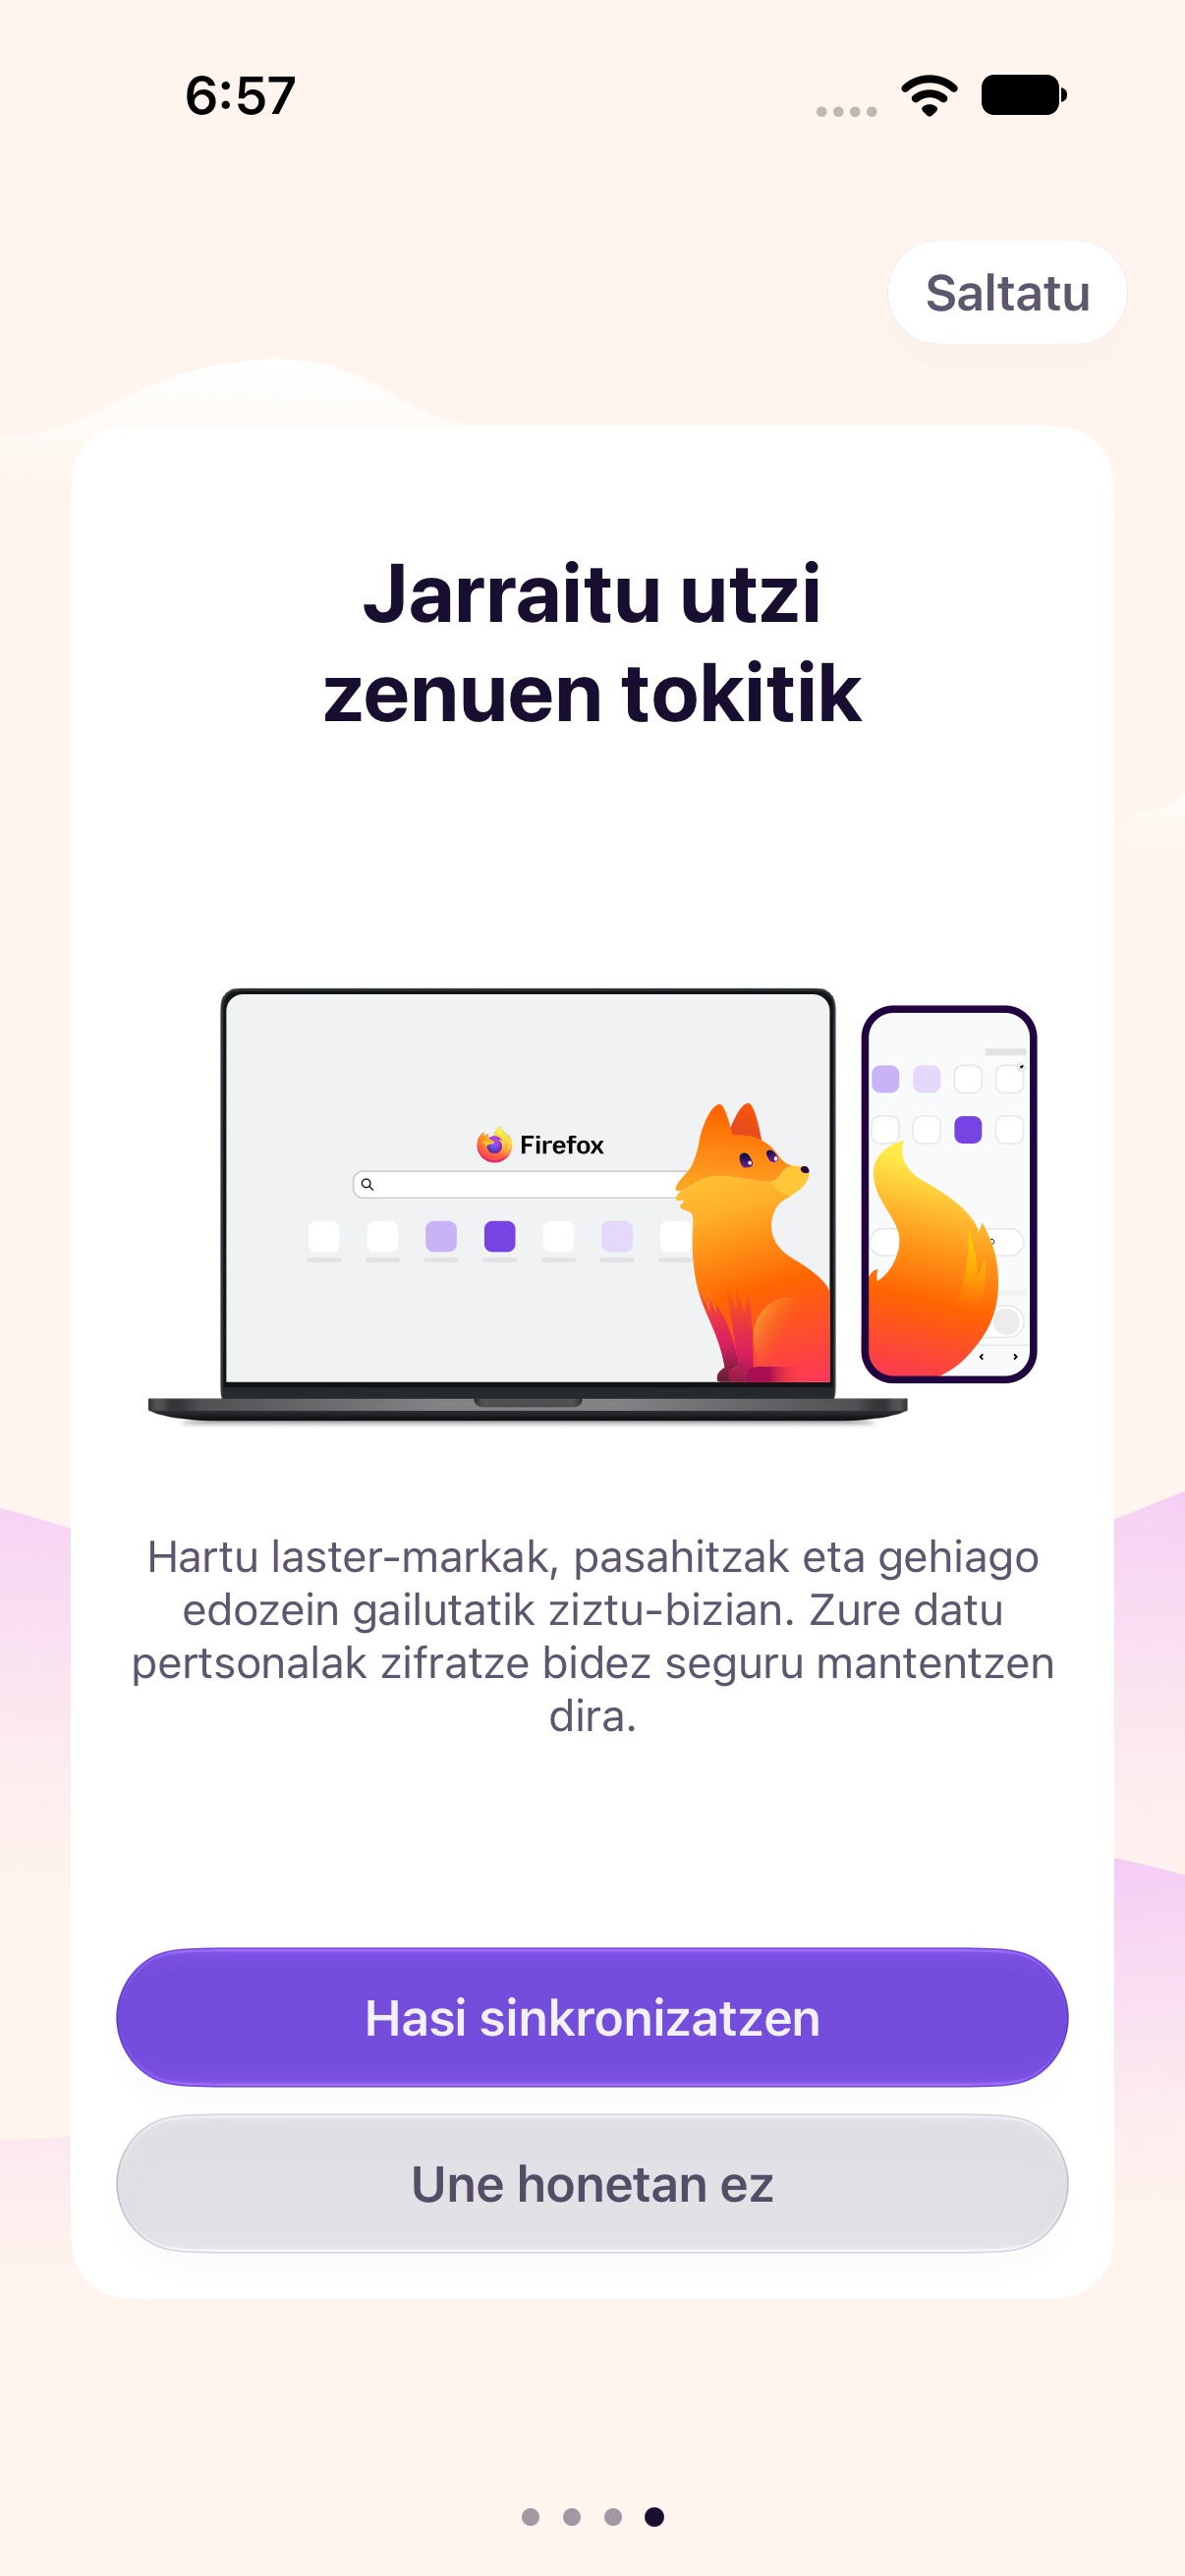 6:57
Saltatu
Jarraitu utzi
zenuen tokitik
Firefox
Hartu laster-markak, pasahitzak eta gehiago
edozein gailutatik ziztu-bizian. Zure datu
pertsonalak zifratze bidez seguru mantentzen
dira.
Hasi sinkronizatzen
Une honetan ez